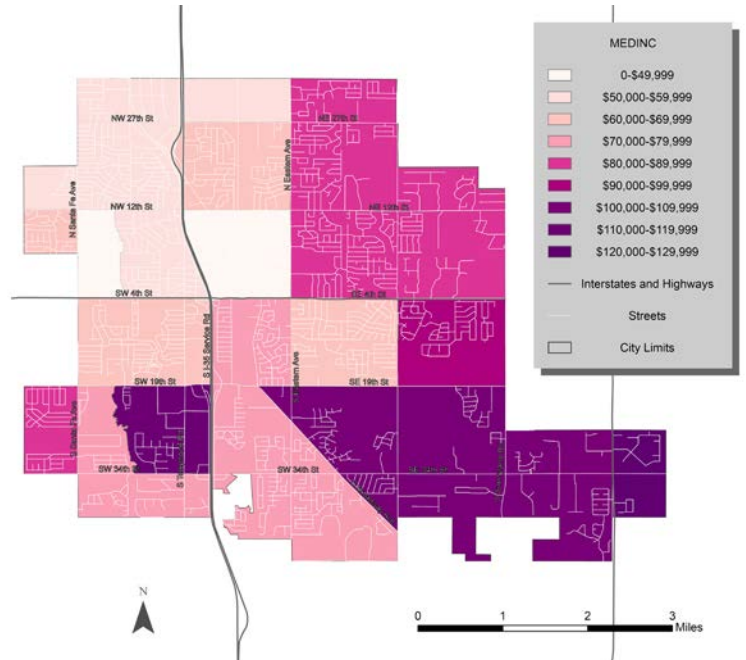 MEDINC
0-$49,999
$50,000-$59,999
$60,000-$69,999
$70,000-$79,999
$80,000-$89,999
$90,000-$99,999
$100,000-$109,999
$110,000-$119,999
$120,000-$129,999
Interstates and Highways
Streets
City Limits
NW 27th St
NE 27th St
N Eastern Ave
N Santa Fe Ave
NW 12th St
NE 12th St
SW 4th St
SE 4th St
S I-35 Service Rd
S Eastern Ave
SW 19th St
SE 19th St
S Santa Fe Ave
SW 34th St
SW 34th St
N
0 1 2 3
Miles